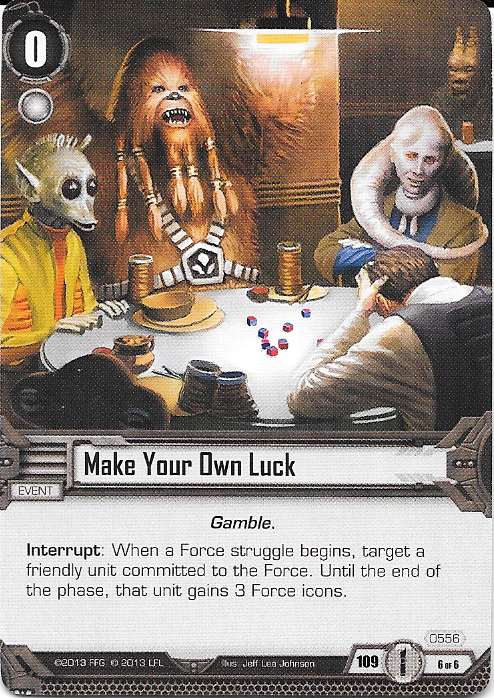 0
Make Your Own Luck
EVENT
Gamble.
Interrupt: When a Force struggle begins, target a
friendly unit committed to the Force. Until the end of
the phase, that unit gains 3 Force icons.
0556
©2013 FFG © 2013 LFL
Illus. Jeff Lee Johnson
109
6 OF 6